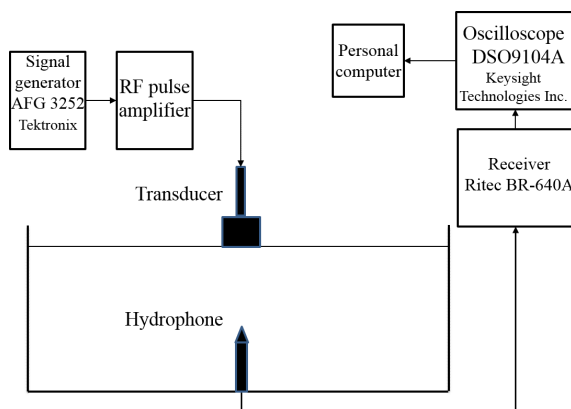 Signal
generator
AFG 3252
Tektronix
RF pulse
amplifier
Personal
computer
Oscilloscope
DSO9104A
Keysight
Technologies Inc.
Receiver
Ritec BR-640A
Transducer
Hydrophone